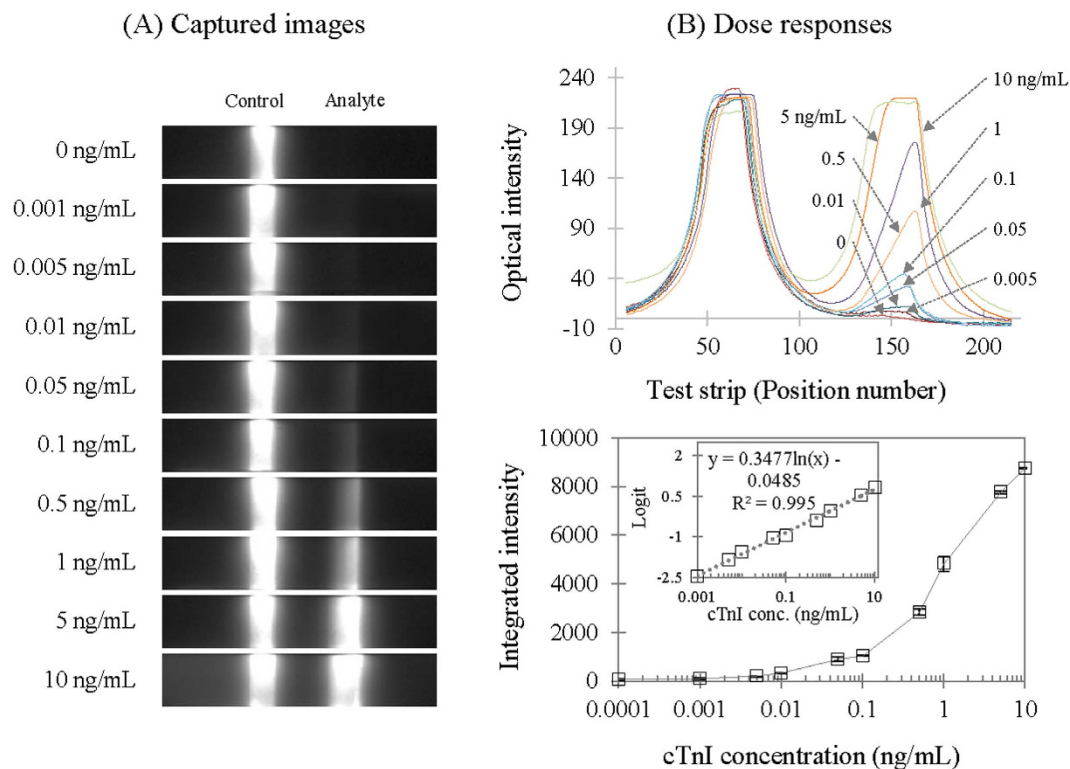 (A) Captured images
Control Analyte
0 ng/mL
0.001 ng/mL
0.005 ng/mL
0.01 ng/mL
0.05 ng/mL
0.1 ng/mL
0.5 ng/mL
1 ng/mL
5 ng/mL
10 ng/mL
(B) Dose responses
Optical intensity
240
190
140
90
40
-10
0 50 100 150 200
5 ng/mL
0.5
0.01
0
10 ng/mL
1
0.1
0.05
0.005
Test strip (Position number)
Integrated intensity
10000
8000
6000
4000
2000
0
0.0001 0.001 0.01 0.1 1 10
cTnI concentration (ng/mL)
Logit
2
0.5
-1
-2.5
y = 0.3477ln(x) -
0.0485
R² = 0.995
0.001 0.1 10
cTnI conc. (ng/mL)